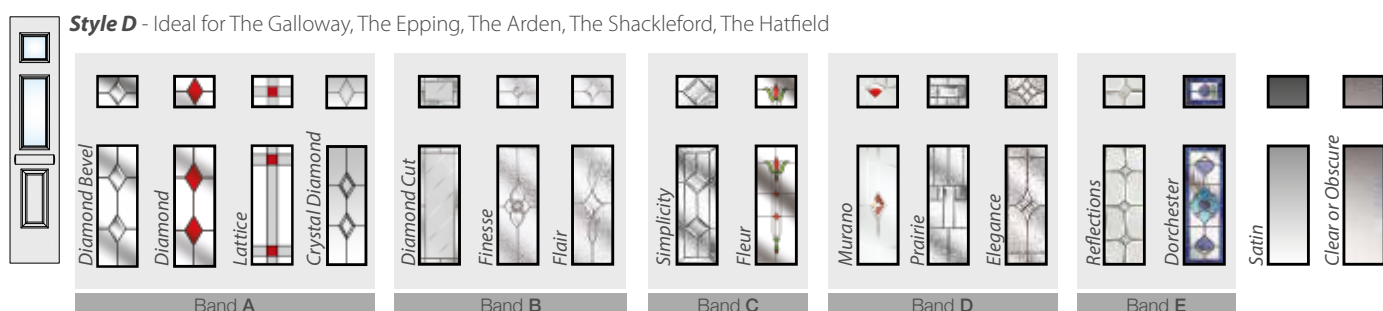 Style D - Ideal for The Galloway, The Epping, The Arden, The Shackleford, The Hatfield
Diamond Bevel
Diamond
Lattice
Crystal Diamond
Diamond Cut
Finesse
Flair
Simplicity
Fleur
Murano
Prairie
Elegance
Reflections
Dorchester
Satin
Clear or Obscure
Band A
Band B
Band C
Band D
Band E